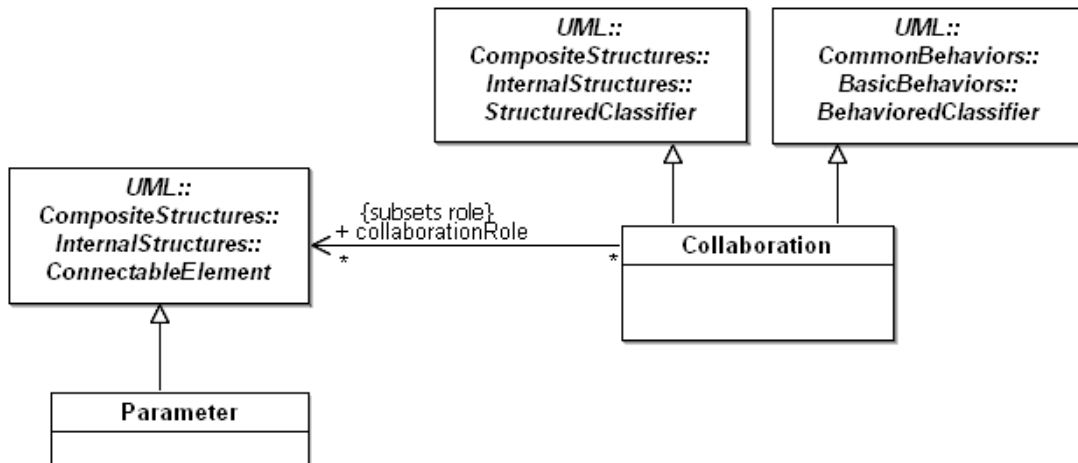 UML::
CompositeStructures::
InternalStructures::
StructuredClassifier
UML::
CommonBehaviors::
BasicBehaviors::
BehavioredClassifier
UML::
CompositeStructures::
InternalStructures::
ConnectableElement
{subsets role}
+ collaborationRole
*
*
Collaboration
Parameter